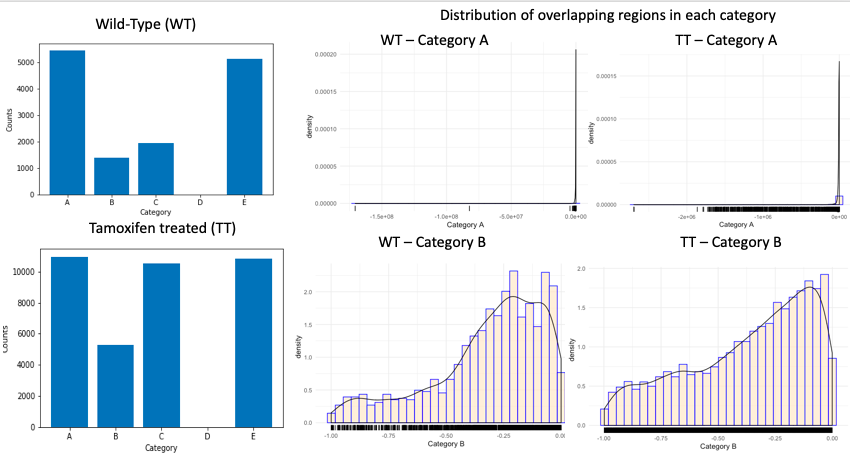 Distribution of overlapping regions in each category
Wild-Type (WT)
5000
4000
3000
2000
1000
0
Counts
A B C D E
Category
WT – Category A
0.00020
0.00015
0.00010
0.00005
0.00000
density
-1.5e+08 -1.0e+08 -5.0e+07 0.0e+00
Category A
TT – Category A
0.00015
0.00010
0.00005
0.00000
density
-2e+06 -1e+06 0e+00
Category A
Tamoxifen treated (TT)
10000
8000
6000
4000
2000
0
A B C D E
Category
WT – Category B
2.0
1.5
1.0
0.5
0.0
density
-1.00 -0.75 -0.50 -0.25 0.00
Category B
TT – Category B
2.0
1.5
1.0
0.5
0.0
density
-1.00 -0.75 -0.50 -0.25 0.00
Category B